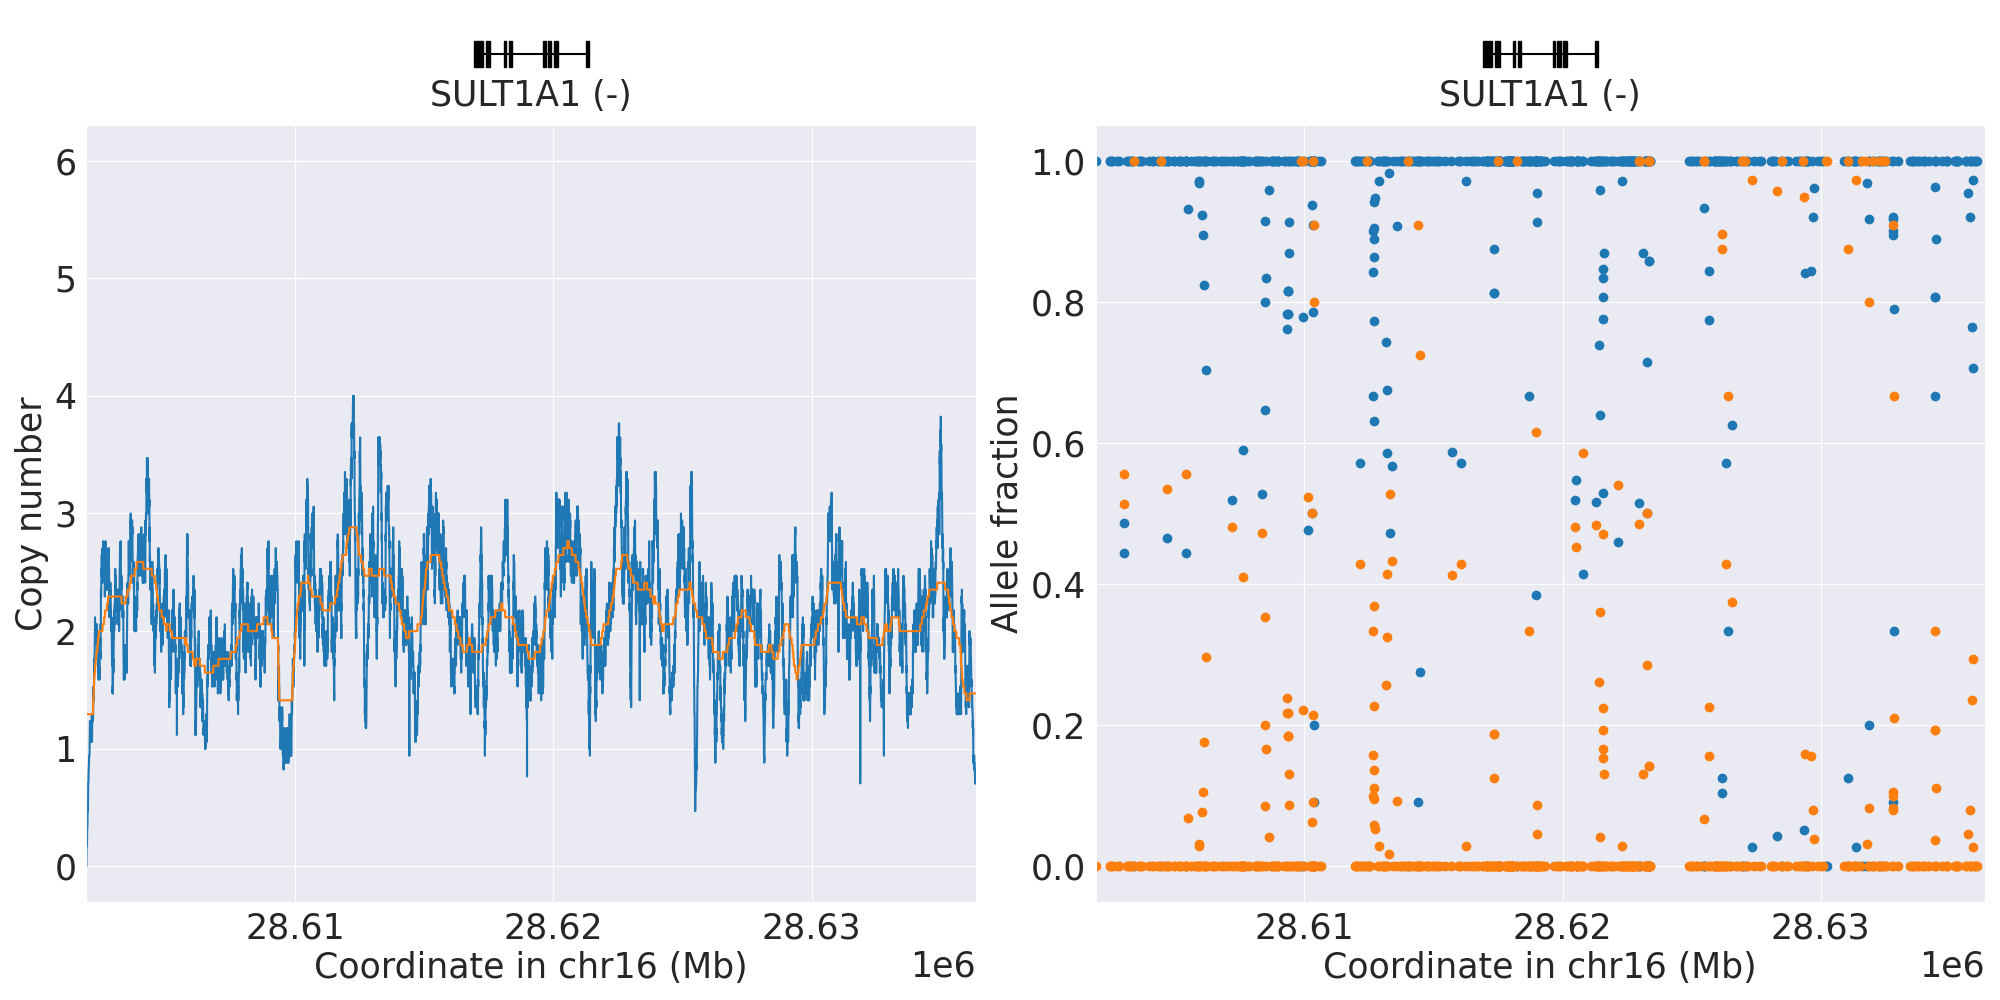 SULT1A1 (-)
6
5
4
3
2
1
0
Copy number
28.61
28.62
28.63
Coordinate in chr16 (Mb)
1e6
SULT1A1 (-)
1.0
0.8
0.6
0.4
0.2
0.0
Allele fraction
28.61
28.62
28.63
Coordinate in chr16 (Mb)
1e6